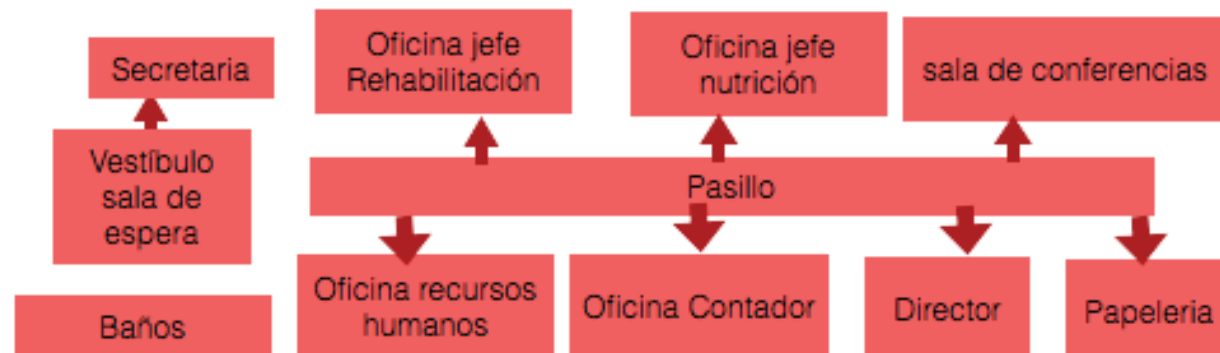 Secretaria
Oficina jefe
Rehabilitación
Oficina jefe
nutrición
sala de conferencias
Vestíbulo
sala de
espera
Pasillo
Baños
Oficina recursos
humanos
Oficina Contador
Director
Papeleria